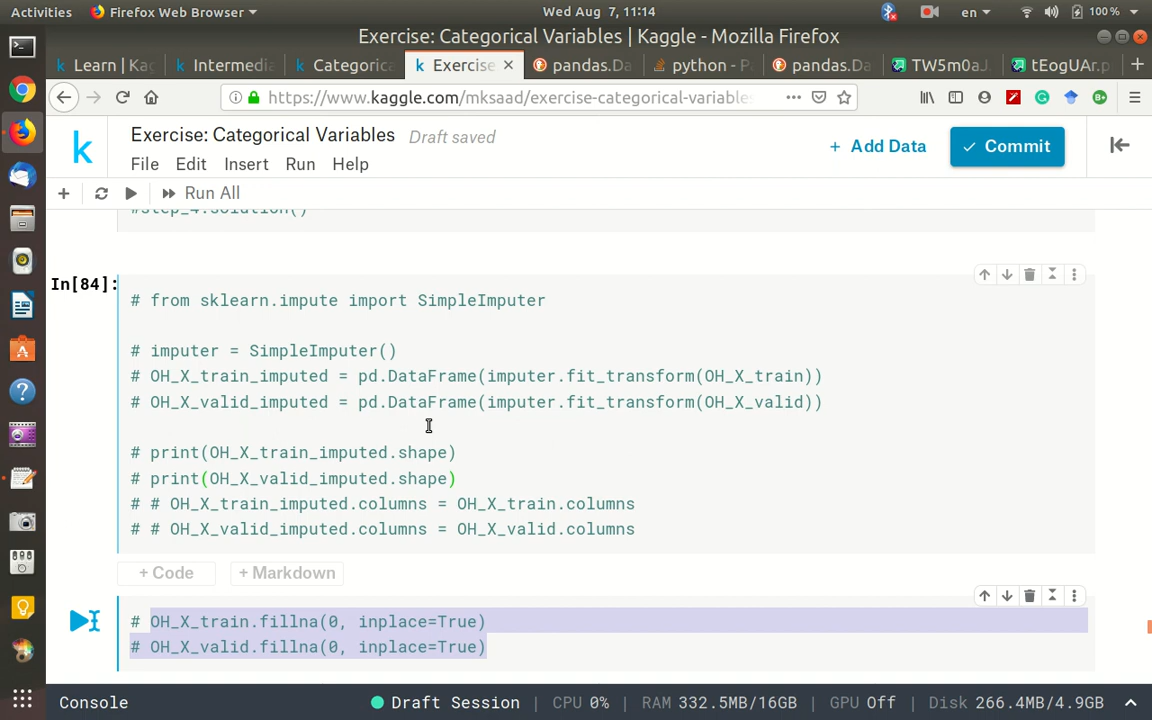 Activities Firefox Web Browser Wed Aug 7, 11:14 en 100 %
Exercise: Categorical Variables | Kaggle - Mozilla Firefox
Learn | Kag Intermedia Categorica Exercise pandas.Da python - P pandas.Da TW5m0aJ. tEogUAr.p
https://www.kaggle.com/mksaad/exercise-categorical-variable
Exercise: Categorical Variables Draft saved
File Edit Insert Run Help
+ Add Data
Commit
Run All
#step_4.solution()
In[84]:
# from sklearn.impute import SimpleImputer
# imputer = SimpleImputer()
# OH_X_train_imputed = pd.DataFrame(imputer.fit_transform(OH_X_train))
# OH_X_valid_imputed = pd.DataFrame(imputer.fit_transform(OH_X_valid))
# print(OH_X_train_imputed.shape)
# print(OH_X_valid_imputed.shape)
# # OH_X_train_imputed.columns = OH_X_train.columns
# # OH_X_valid_imputed.columns = OH_X_valid.columns
+ Code + Markdown
# OH_X_train.fillna(0, inplace=True)
# OH_X_valid.fillna(0, inplace=True)
Console Draft Session | CPU 0% | RAM 332.5MB/16GB | GPU Off | Disk 266.4MB/4.9GB